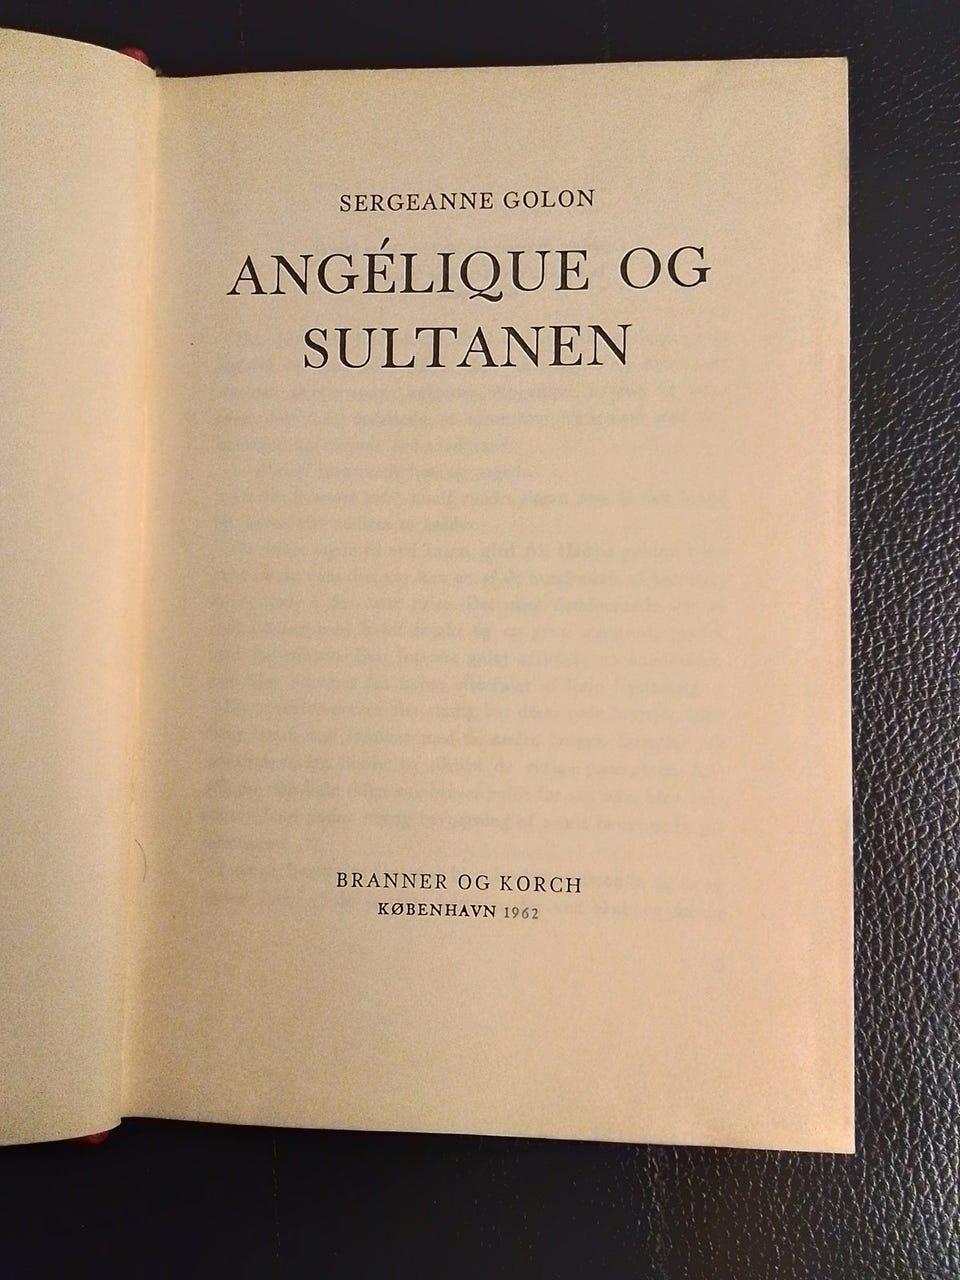 SERGEANNE GOLON
ANGÉLIQUE OG
SULTANEN
BRANNER OG KORCH
KØBENHAVN 1962